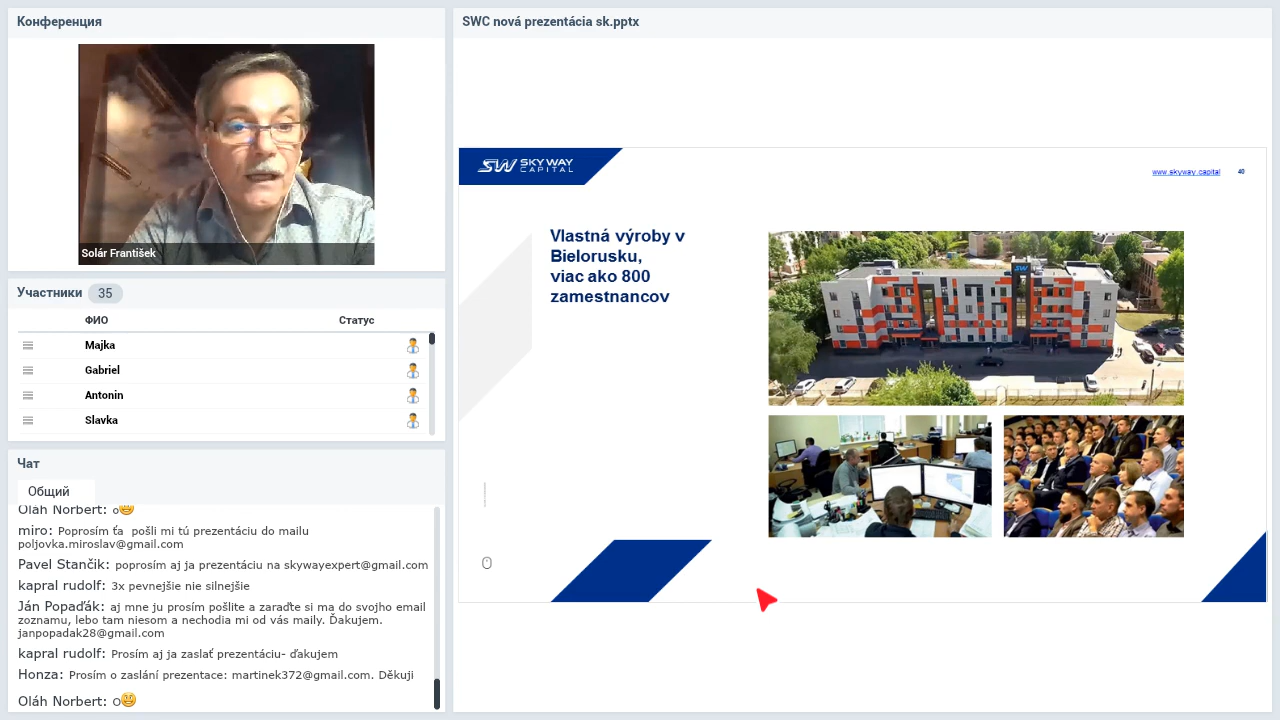 Конференция
Solár František
Участники 35
ФИО Статус
Majka
Gabriel
Antonin
Slavka
Чат
Общий
Oláh Norbert: o
miro: Poprosím ťa pošli mi tú prezentáciu do mailu
poljovka.miroslav@gmail.com
Pavel Stančik: poprosím aj ja prezentáciu na skywayexpert@gmail.com
kapral rudolf: 3x pevnejšie nie silnejšie
Ján Popaďák: aj mne ju prosím pošlite a zaraďte si ma do svojho email
zoznamu, lebo tam niesom a nechodia mi od vás maily. Ďakujem.
janpopadak28@gmail.com
kapral rudolf: Prosím aj ja zaslať prezentáciu- ďakujem
Honza: Prosím o zaslání prezentace: martinek372@gmail.com. Děkuji
Oláh Norbert: O
SWC nová prezentácia sk.pptx
SW SKY WAY
CAPITAL
www.skyway.capital 40
Vlastná výroby v
Bielorusku,
viac ako 800
zamestnancov
SW